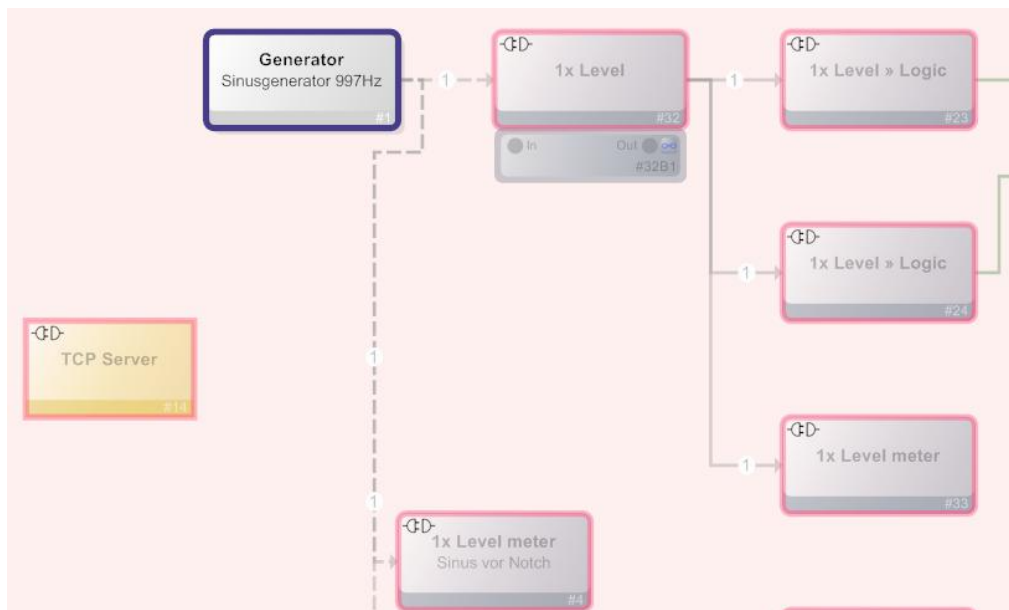 Generator
Sinusgenerator 997Hz
#1
1
1x Level
#32
In
Out
#32B1
1
1x Level » Logic
#23
1
1x Level » Logic
#24
TCP Server
#14
1
1
1x Level meter
#33
1
1x Level meter
Sinus vor Notch
#4